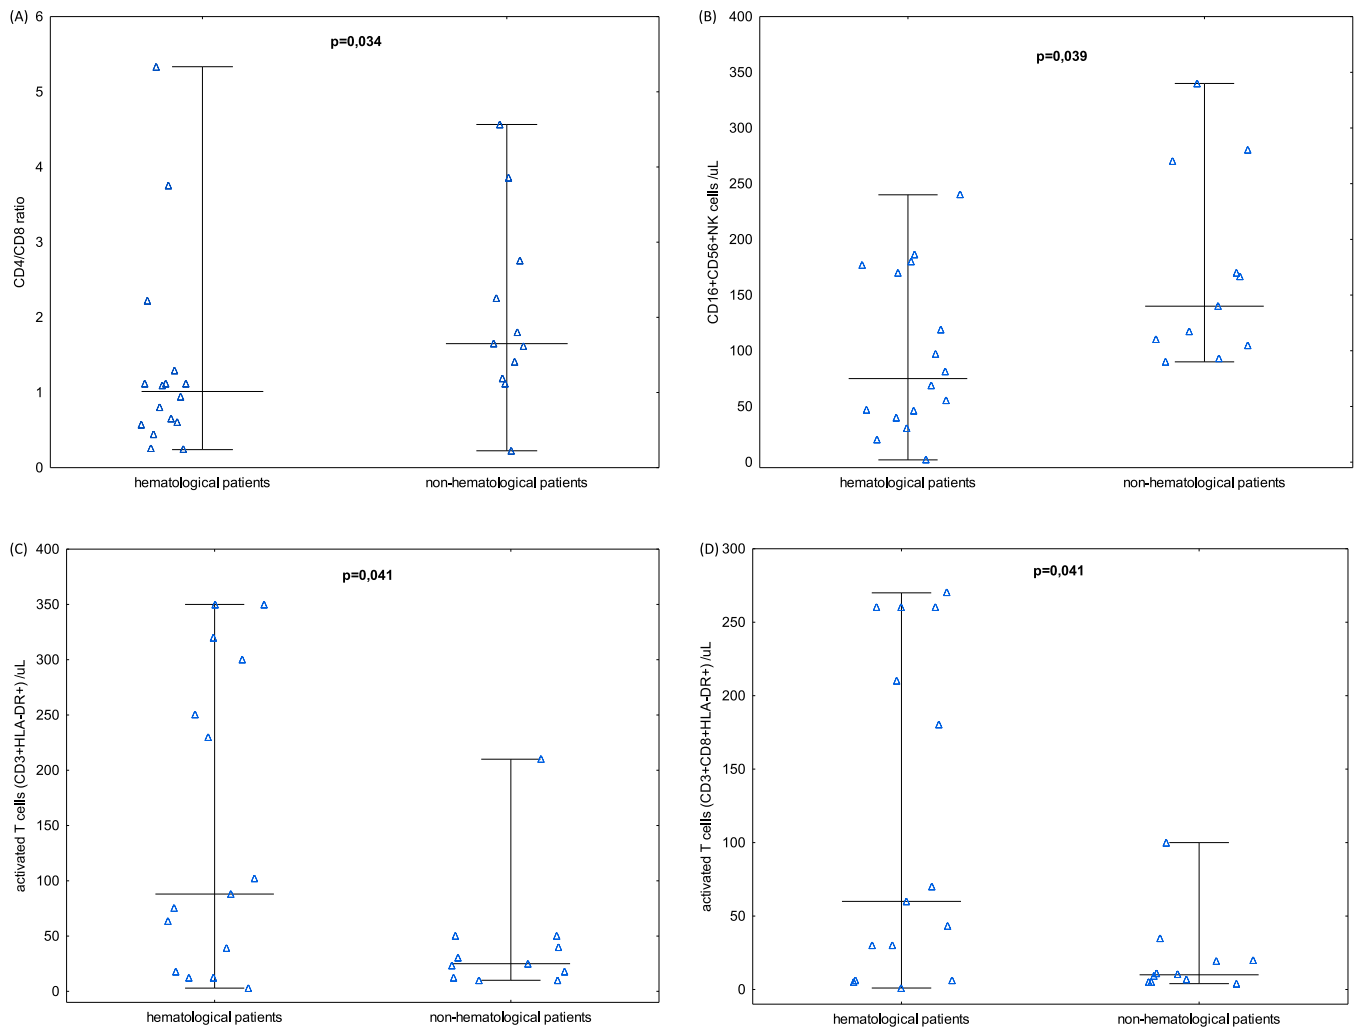 (A)
p=0,034
6
5
4
3
2
1
0
CD4/CD8 ratio
hematological patients
non-hematological patients
(B)
p=0,039
400
350
300
250
200
150
100
50
0
CD16+CD56+NK cells /uL
hematological patients
non-hematological patients
(C)
p=0,041
400
350
300
250
200
150
100
50
0
activated T cells (CD3+HLA-DR+) /uL
hematological patients
non-hematological patients
(D)
p=0,041
300
250
200
150
100
50
0
activated T cells (CD3+CD8+HLA-DR+) /uL
hematological patients
non-hematological patients